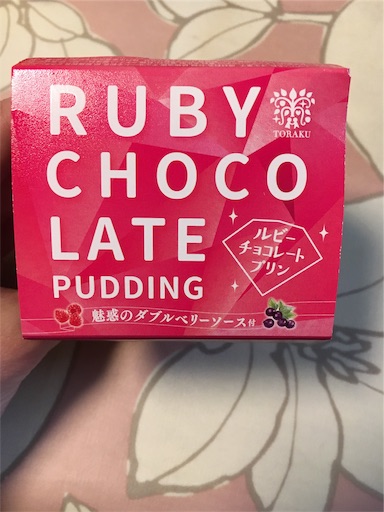 RUBY
CHOCO
LATE
PUDDING
TORAKU
ルビー
チョコレート
プリン
魅惑のダブルベリーソース付